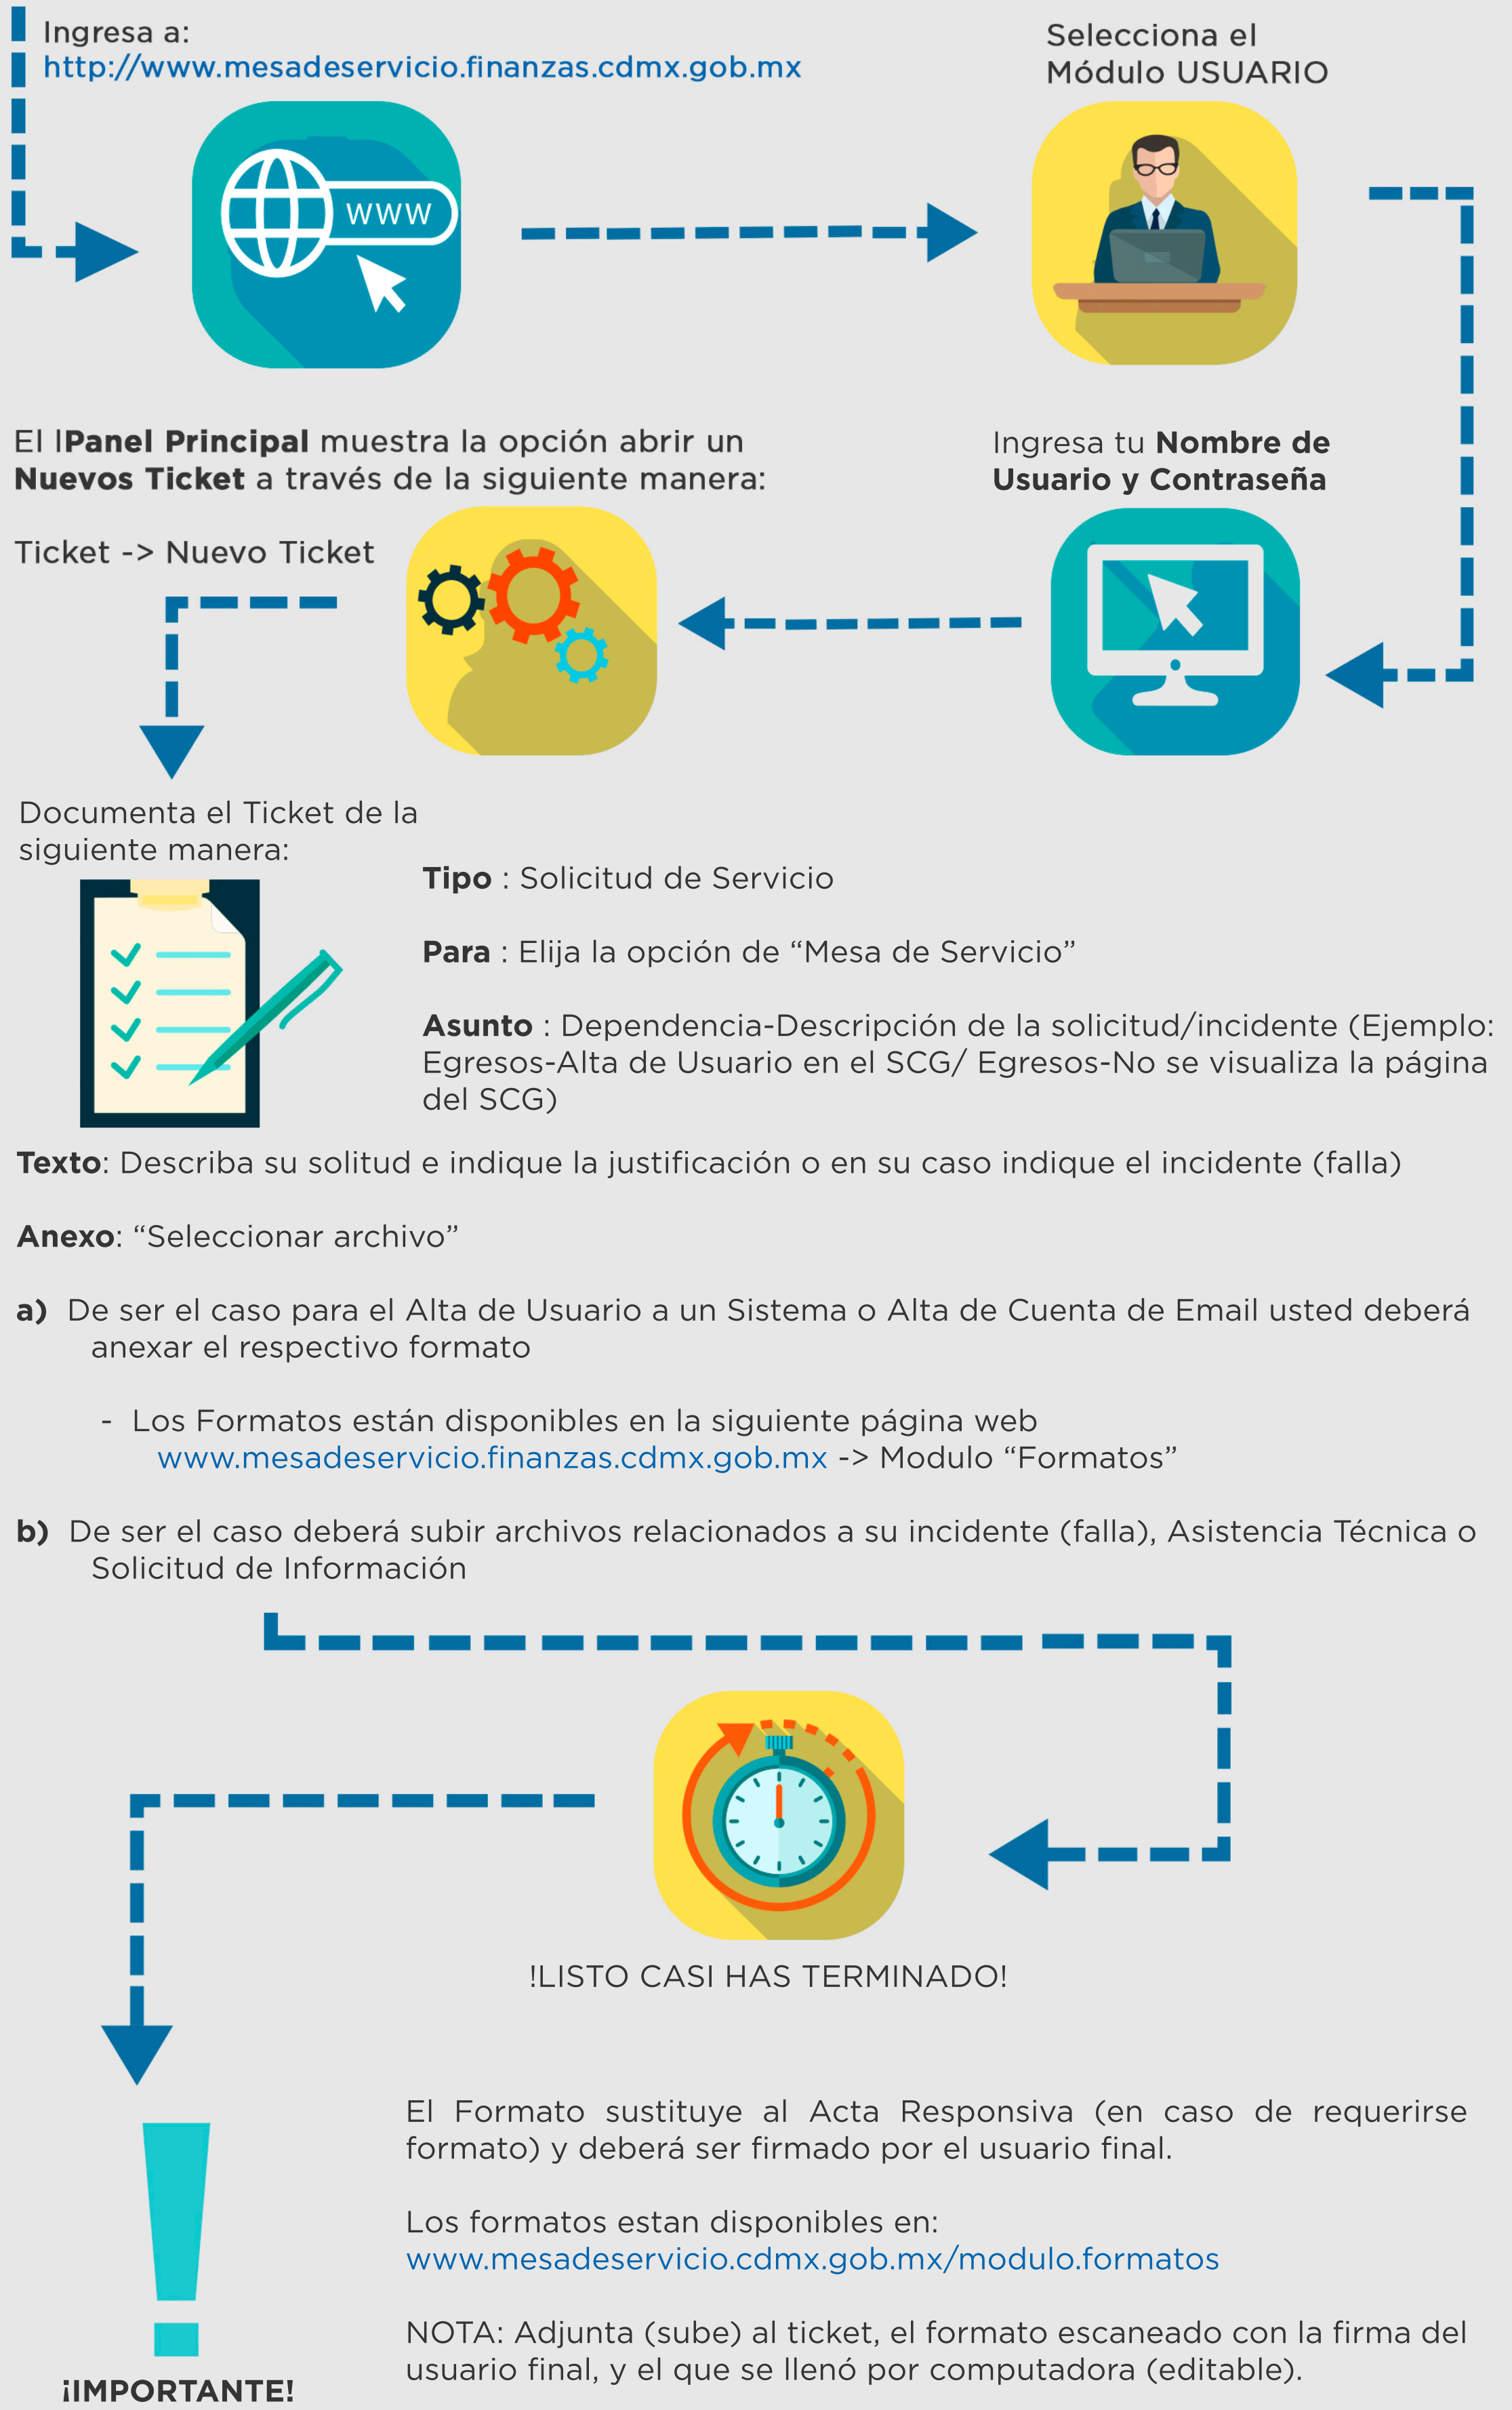 Ingresa a:
http://www.mesadeservicio.finanzas.cdmx.gob.mx
WWW
Selecciona el
Módulo USUARIO
Ingresa tu Nombre de
Usuario y Contraseña
El lPanel Principal muestra la opción abrir un
Nuevos Ticket a través de la siguiente manera:
Ticket -> Nuevo Ticket
Documenta el Ticket de la
siguiente manera:
Tipo : Solicitud de Servicio
Para : Elija la opción de “Mesa de Servicio”
Asunto : Dependencia-Descripción de la solicitud/incidente (Ejemplo:
Egresos-Alta de Usuario en el SCG/ Egresos-No se visualiza la página
del SCG)
Texto: Describa su solitud e indique la justificación o en su caso indique el incidente (falla)
Anexo: “Seleccionar archivo”
a) De ser el caso para el Alta de Usuario a un Sistema o Alta de Cuenta de Email usted deberá
anexar el respectivo formato
- Los Formatos están disponibles en la siguiente página web
www.mesadeservicio.finanzas.cdmx.gob.mx -> Modulo “Formatos”
b) De ser el caso deberá subir archivos relacionados a su incidente (falla), Asistencia Técnica o
Solicitud de Información
!LISTO CASI HAS TERMINADO!
El Formato sustituye al Acta Responsiva (en caso de requerirse
formato) y deberá ser firmado por el usuario final.
Los formatos estan disponibles en:
www.mesadeservicio.cdmx.gob.mx/modulo.formatos
NOTA: Adjunta (sube) al ticket, el formato escaneado con la firma del
usuario final, y el que se llenó por computadora (editable).
¡IMPORTANTE!